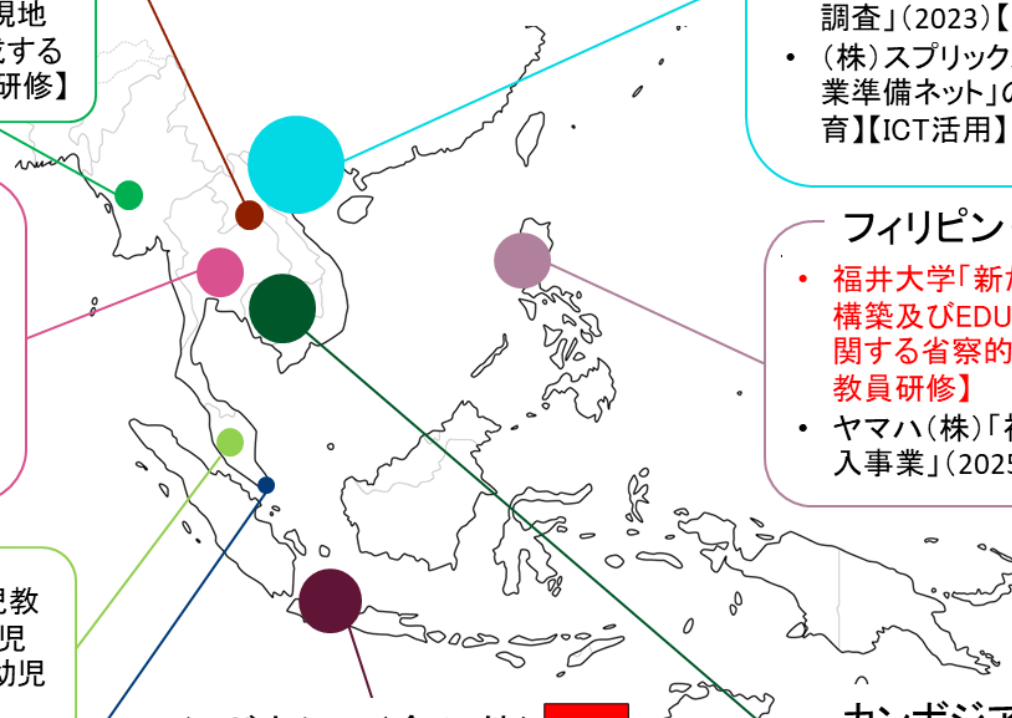 現地
成する
研修】
調査」（2023）【
• （株）スプリック
業準備ネット」の
育】【ICT活用】
フィリピン
• 福井大学「新た
構築及びEDU
関する省察的
教員研修】
• ヤマハ（株）「初
入事業」（2025
児教
児
幼児
カンボジア